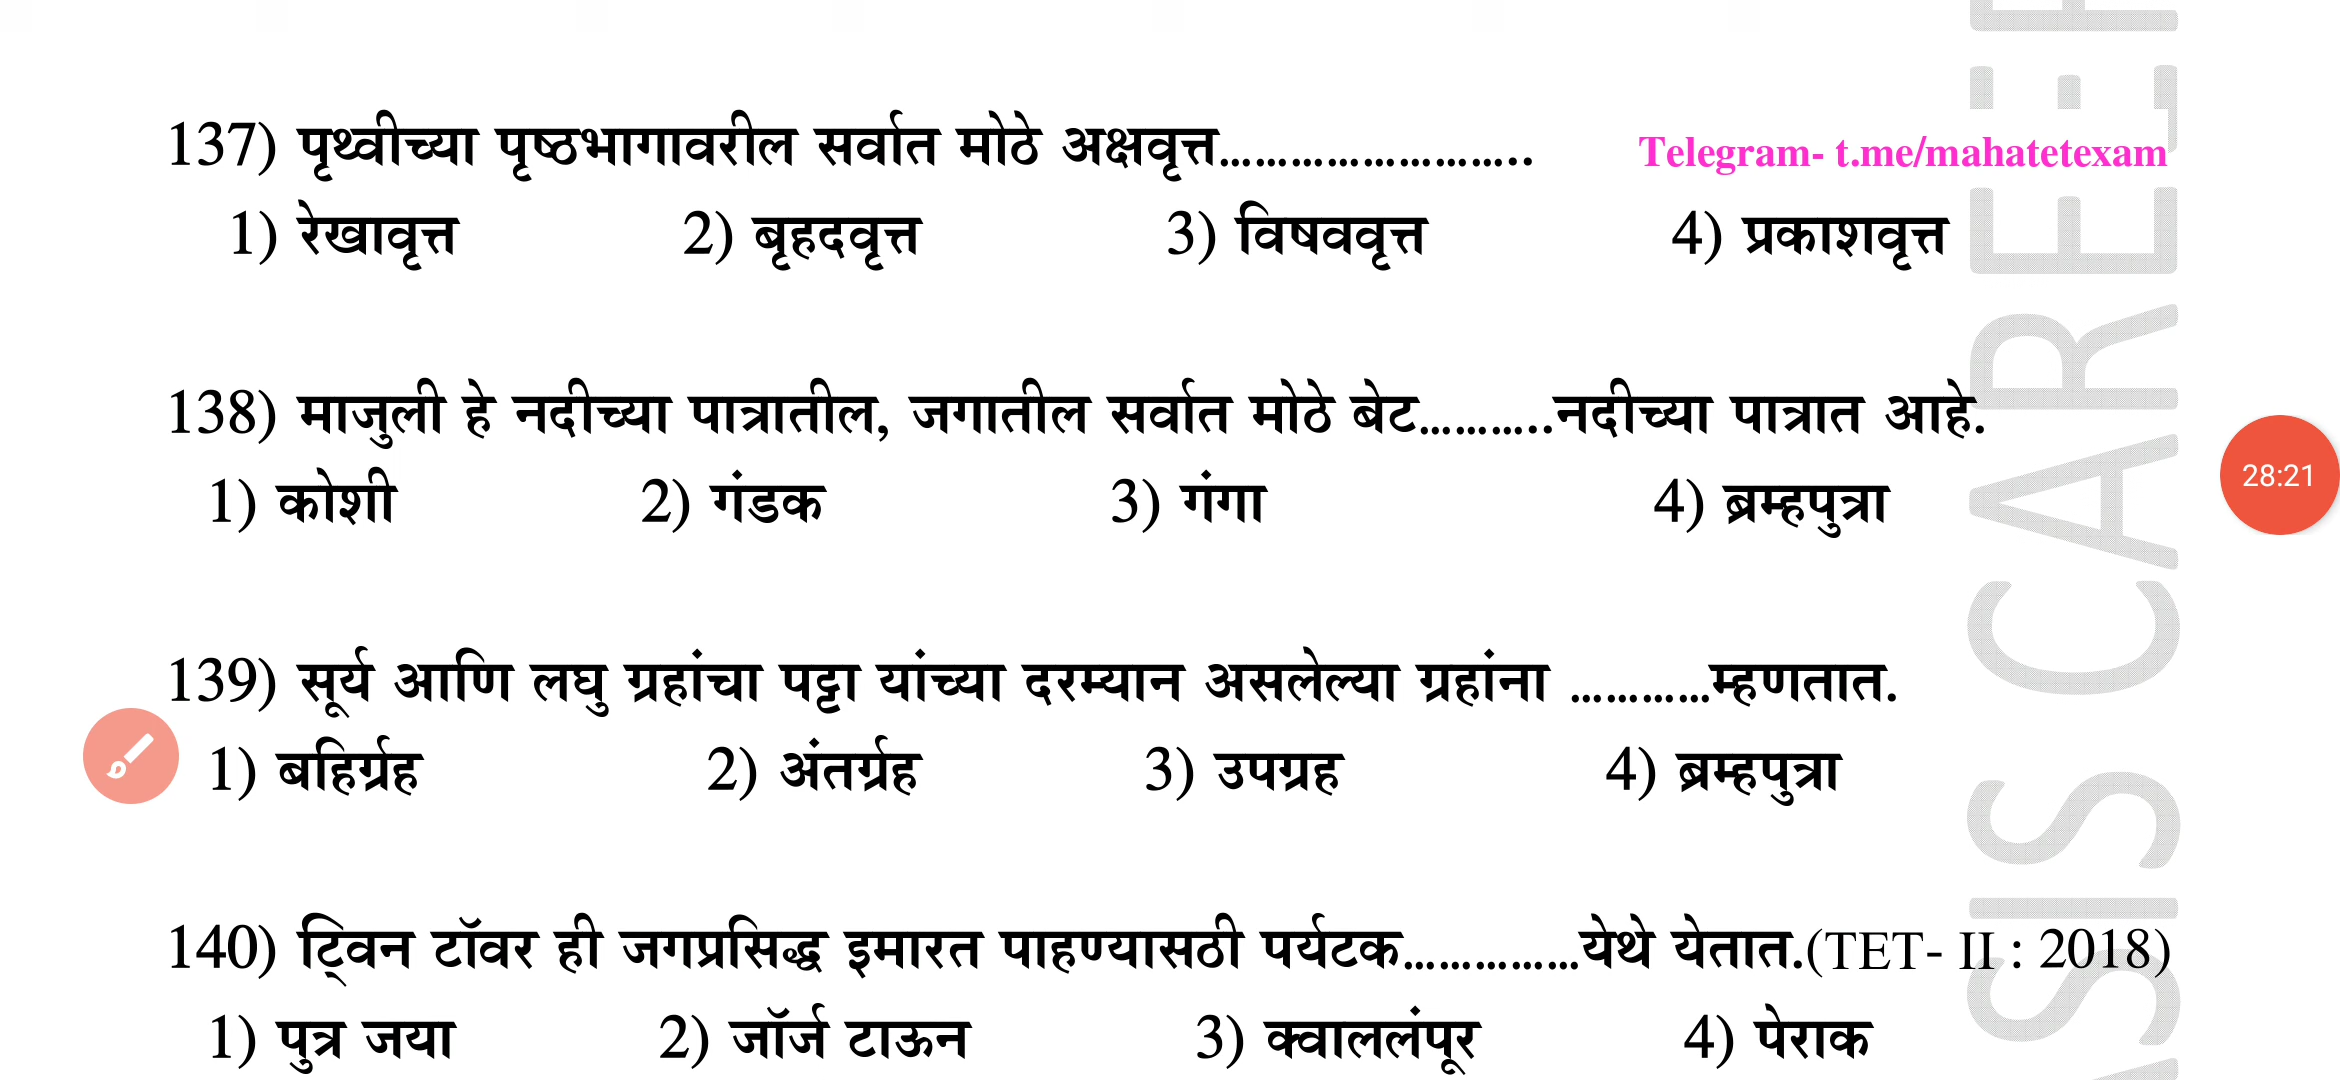 137) पृथ्वीच्या पृष्ठभागावरील सर्वात मोठे अक्षवृत्त........................... Telegram- t.me/mahatetexam
1) रेखावृत्त 2) बृहदवृत्त 3) विषववृत्त 4) प्रकाशवृत्त
138) माजुली हे नदीच्या पात्रातील, जगातील सर्वात मोठे बेट............नदीच्या पात्रात आहे.
1) कोशी 2) गंडक 3) गंगा 4) ब्रम्हपुत्रा
28:21
139) सूर्य आणि लघु ग्रहांचा पट्टा यांच्या दरम्यान असलेल्या ग्रहांना ............म्हणतात.
1) बहिर्ग्रह 2) अंतर्ग्रह 3) उपग्रह 4) ब्रम्हपुत्रा
140) ट्विन टॉवर ही जगप्रसिद्ध इमारत पाहण्यासठी पर्यटक...............येथे येतात.(TET- II : 2018)
1) पुत्र जया 2) जॉर्ज टाऊन 3) क्वाललंपूर 4) पेराक